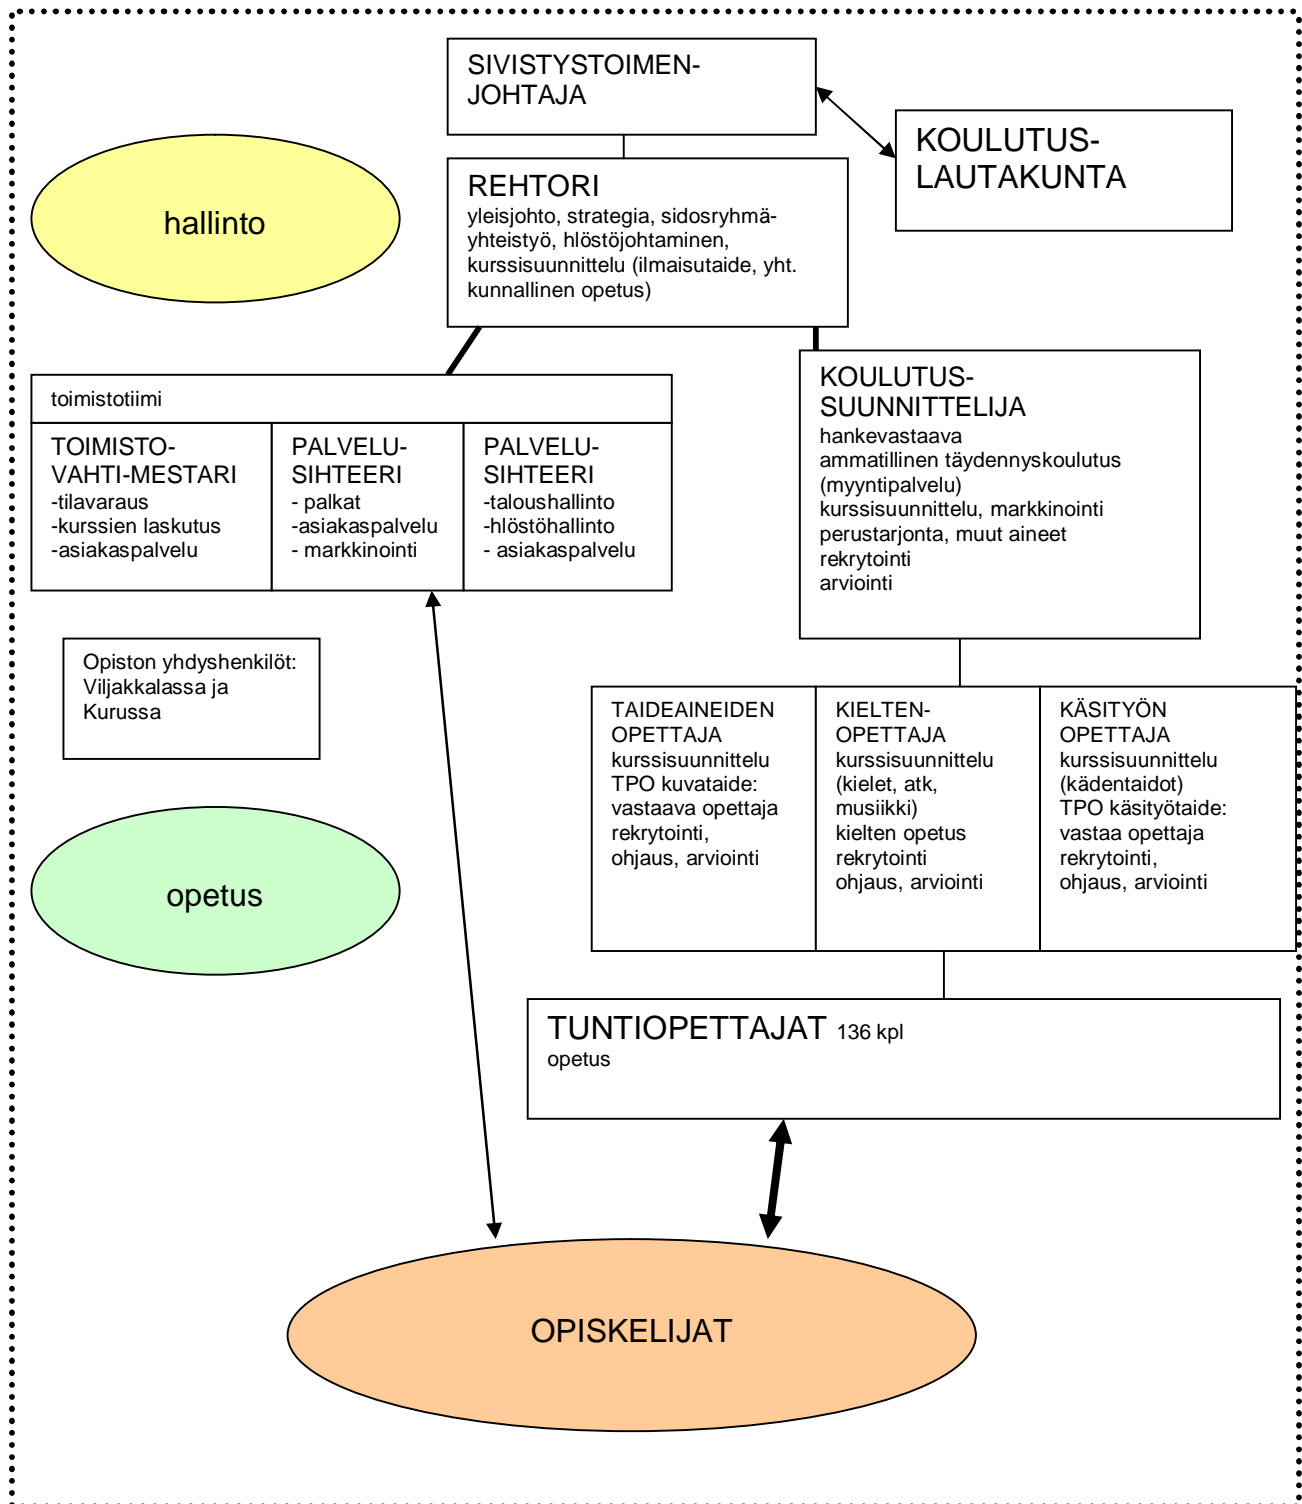 SIVISTYSTOIMEN-
JOHTAJA
KOULUTUS-
LAUTAKUNTA
hallinto
REHTORI
yleisjohto, strategia, sidosryhmä-
yhteistyö, hlöstöjohtaminen,
kurssisuunnittelu (ilmaisutaide, yht.
kunnallinen opetus)
toimistotiimi
TOIMISTO-
VAHTI-MESTARI
-tilavaraus
-kurssien laskutus
-asiakaspalvelu
PALVELU-
SIHTEERI
- palkat
-asiakaspalvelu
- markkinointi
PALVELU-
SIHTEERI
-taloushallinto
-hlöstöhallinto
- asiakaspalvelu
KOULUTUS-
SUUNNITTELIJA
hankevastaava
ammatillinen täydennyskoulutus
(myyntipalvelu)
kurssisuunnittelu, markkinointi
perustarjonta, muut aineet
rekrytointi
arviointi
Opiston yhdyshenkilöt:
Viljakkalassa ja
Kurussa
TAIDEAINEIDEN
OPETTAJA
kurssisuunnittelu
TPO kuvataide:
vastaava opettaja
rekrytointi,
ohjaus, arviointi
KIELTEN-
OPETTAJA
kurssisuunnittelu
(kielet, atk,
musiikki)
kielten opetus
rekrytointi
ohjaus, arviointi
KÄSITYÖN
OPETTAJA
kurssisuunnittelu
(kädentaidot)
TPO käsityötaide:
vastaa opettaja
rekrytointi,
ohjaus, arviointi
opetus
TUNTIOPETTAJAT 136 kpl
opetus
OPISKELIJAT